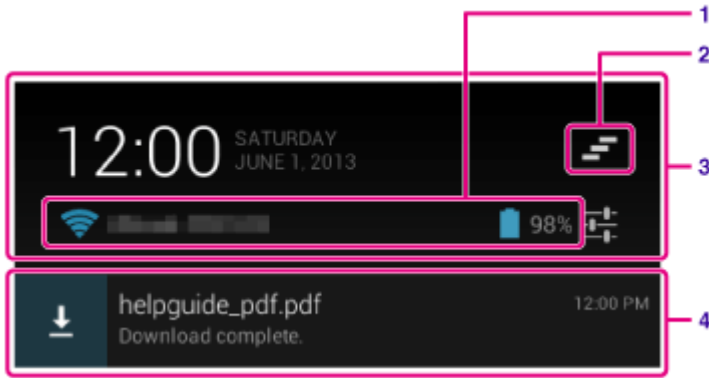 1
2
12:00
SATURDAY
JUNE 1, 2013
3
98%
helpguide_pdf.pdf
12:00 PM
Download complete.
4